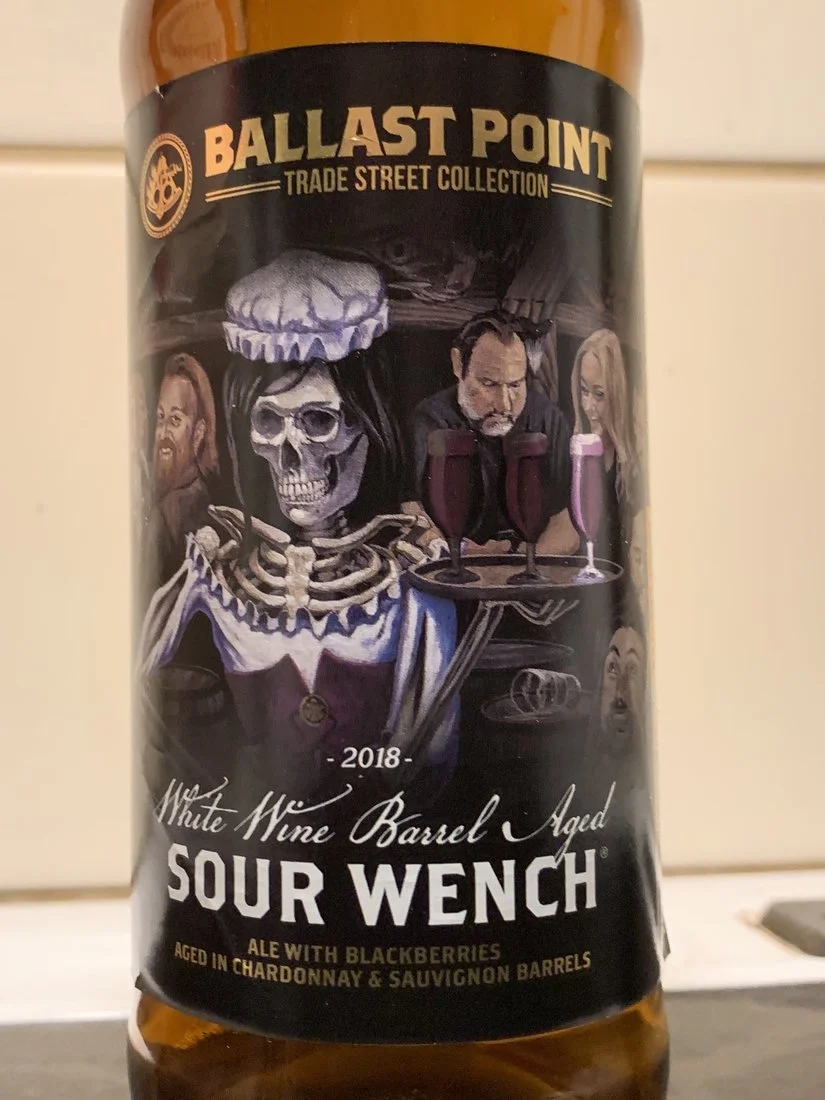 BALLAST POINT
TRADE STREET COLLECTION
- 2018 -
White Wine Barrel Aged
SOUR WENCH®
ALE WITH BLACKBERRIES
AGED IN CHARDONNAY & SAUVIGNON BARRELS